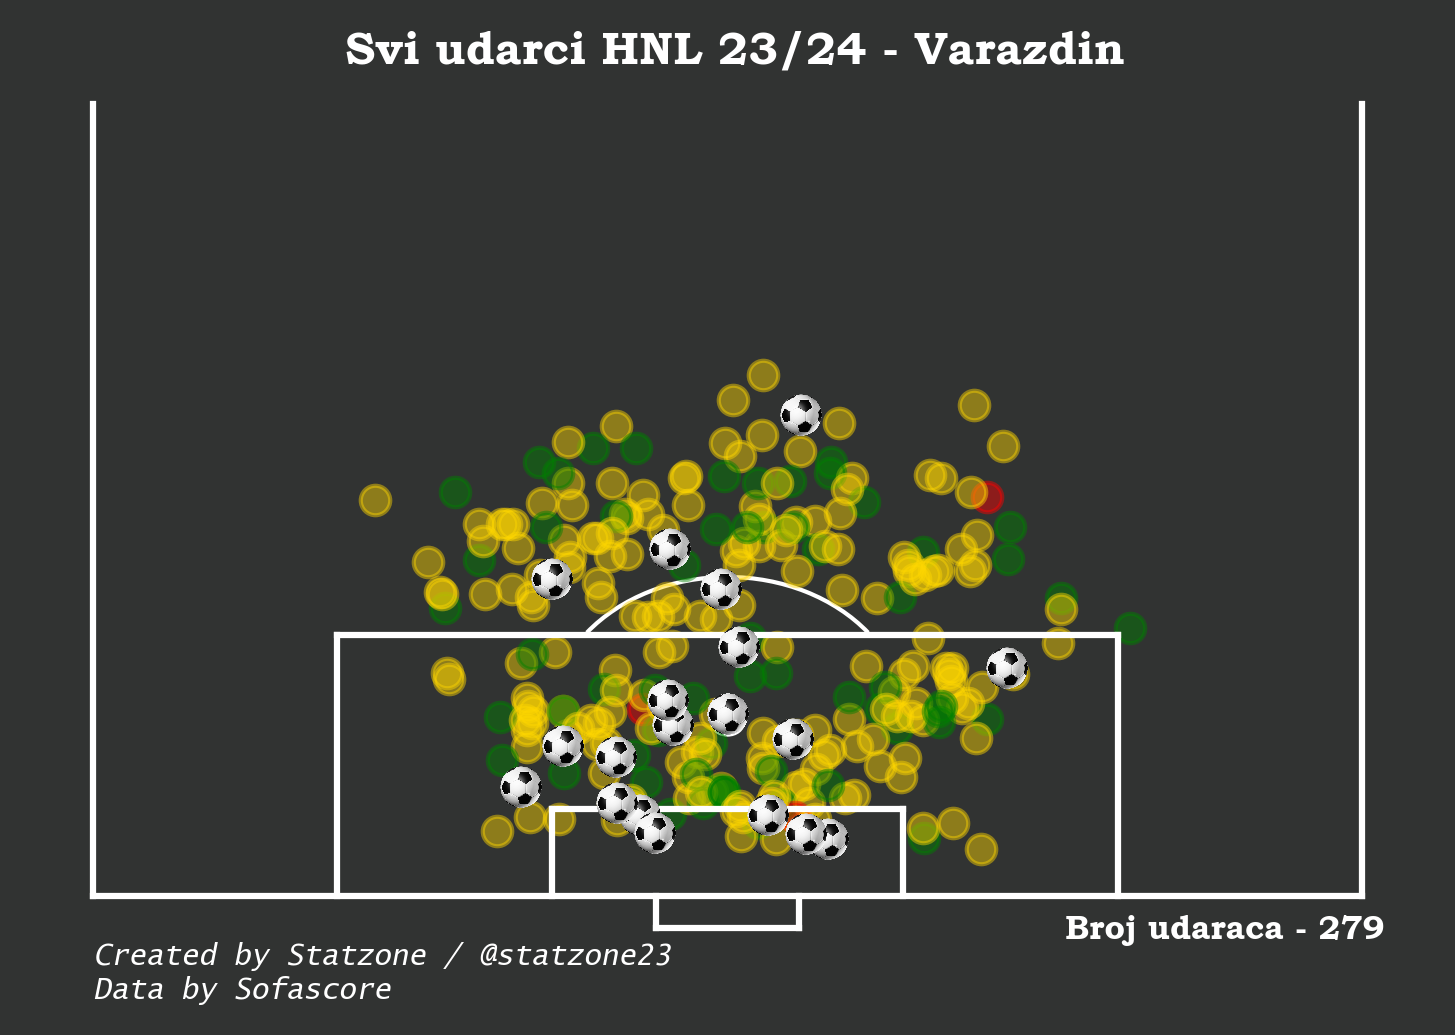 Svi udarci HNL 23/24 - Varazdin
Broj udaraca - 279
Created by Statzone / @statzone23
Data by Sofascore